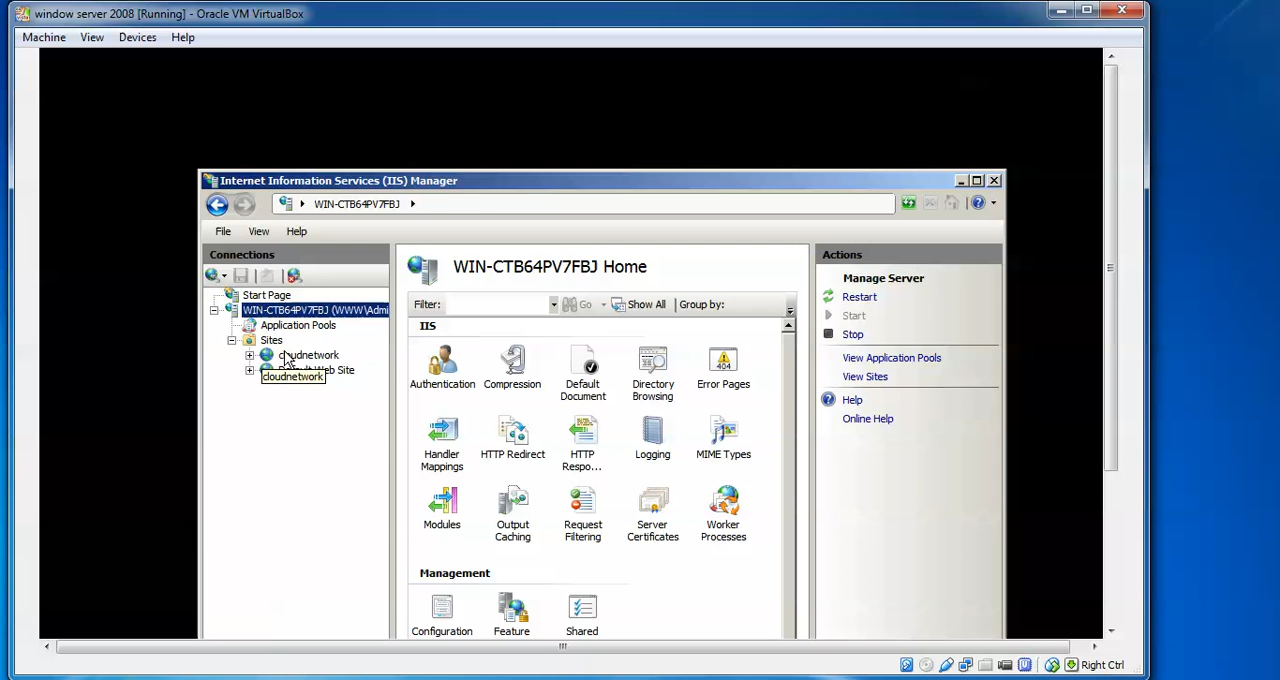 window server 2008 [Running] - Oracle VM VirtualBox
Machine View Devices Help
Internet Information Services (IIS) Manager
WIN-CTB64PV7FBJ
File View Help
Connections
Start Page
WIN-CTB64PV7FBJ (WWW\Admi
Application Pools
Sites
cloudnetwork
Web Site
cloudnetwork
WIN-CTB64PV7FBJ Home
Filter: Go Show All Group by:
IIS
Authentication
Compression
Default Document
Directory Browsing
Error Pages
Handler Mappings
HTTP Redirect
HTTP Respo...
Logging
MIME Types
Modules
Output Caching
Request Filtering
Server Certificates
Worker Processes
Management
Configuration
Feature
Shared
Actions
Manage Server
Restart
Start
Stop
View Application Pools
View Sites
Help
Online Help
Right Ctrl